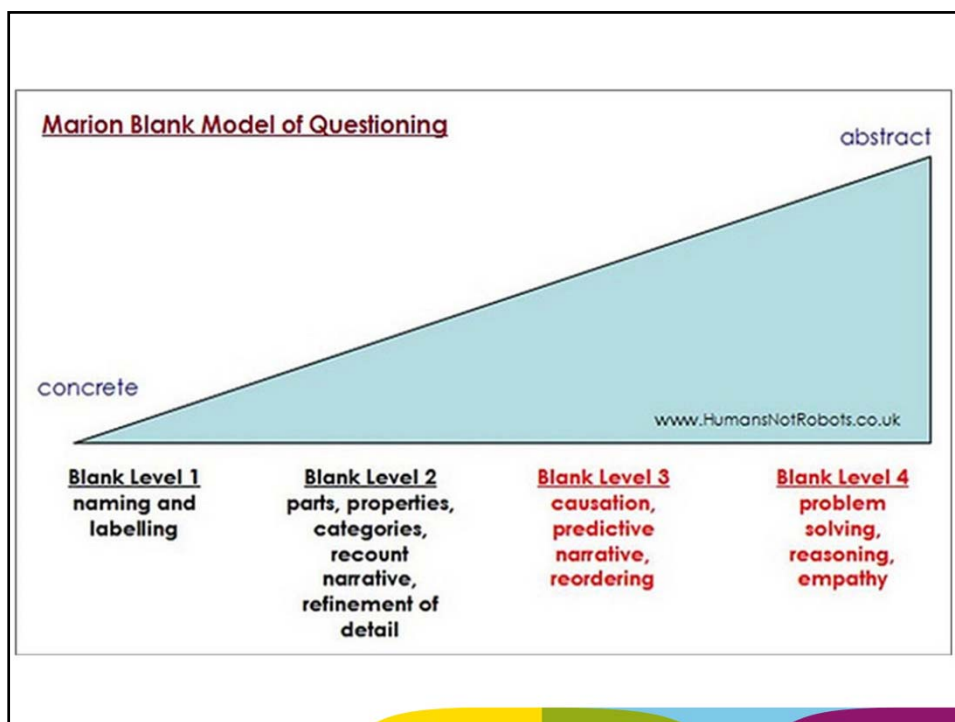 Marion Blank Model of Questioning
abstract
concrete
www.HumansNotRobots.co.uk
Blank Level 1
naming and
labelling
Blank Level 2
parts, properties,
categories,
recount
narrative,
refinement of
detail
Blank Level 3
causation,
predictive
narrative,
reordering
Blank Level 4
problem
solving,
reasoning,
empathy